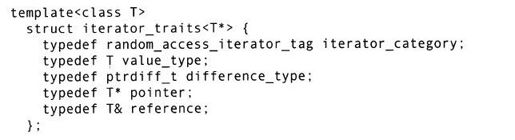 template<class T>
struct iterator_traits<T*> {
typedef random_access_iterator_tag iterator_category;
typedef T value_type;
typedef ptrdiff_t difference_type;
typedef T* pointer;
typedef T& reference;
};